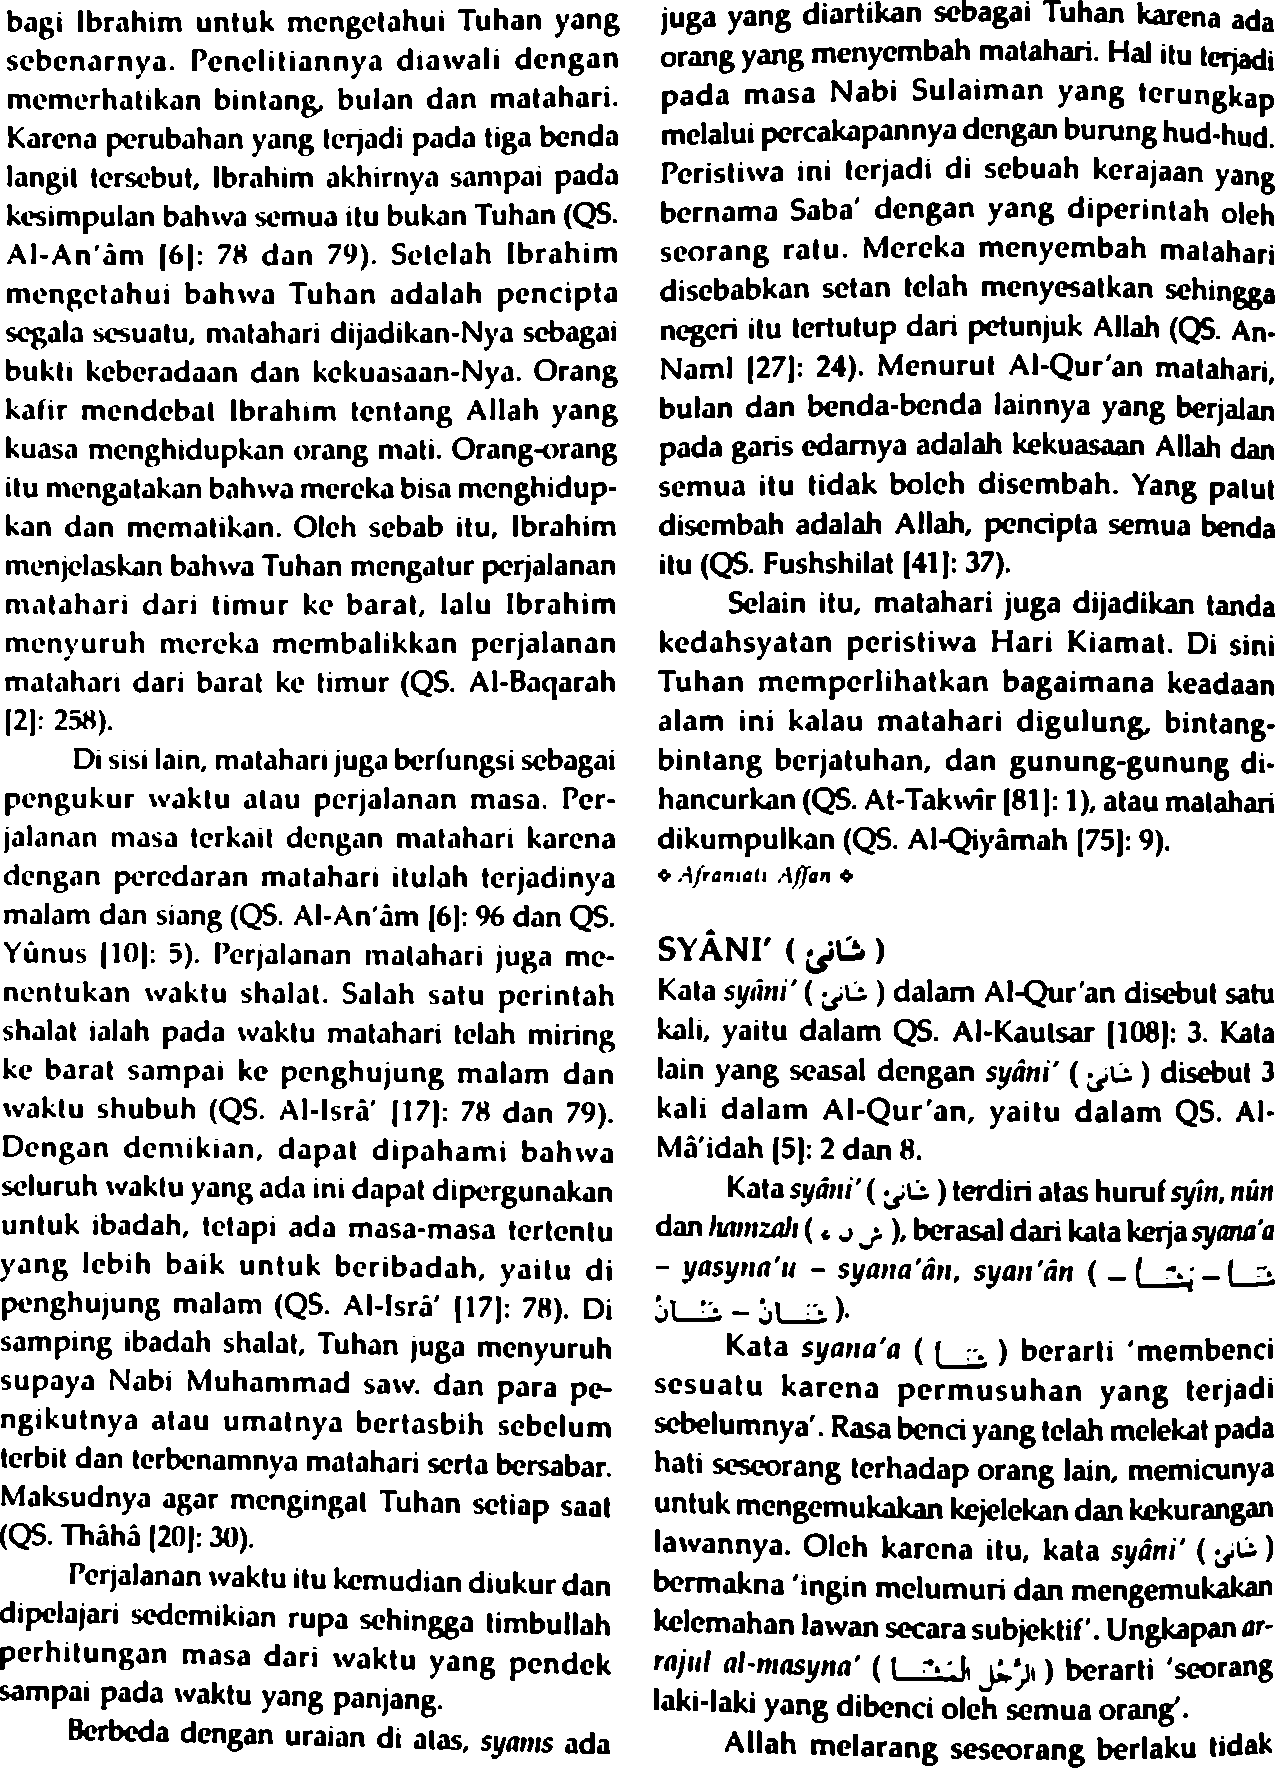 bagi Ibrahim untuk mengetahui Tuhan yang
sebenarnya. Penelitiannya diawali dengan
memerhatikan bintang, bulan dan matahari.
Karena perubahan yang terjadi pada tiga benda
langit tersebut, Ibrahim akhirnya sampai pada
kesimpulan bahwa semua itu bukan Tuhan (QS.
Al-An'âm [6]: 78 dan 79). Setelah Ibrahim
mengetahui bahwa Tuhan adalah pencipta
segala sesuatu, matahari dijadikan-Nya sebagai
bukti keberadaan dan kekuasaan-Nya. Orang
kafir mendebat Ibrahim tentang Allah yang
kuasa menghidupkan orang mati. Orang-orang
itu mengatakan bahwa mereka bisa menghidup-
kan dan mematikan. Oleh sebab itu, Ibrahim
menjelaskan bahwa Tuhan mengatur perjalanan
matahari dari timur ke barat, lalu Ibrahim
menyuruh mereka membalikkan perjalanan
matahari dari barat ke timur (QS. Al-Baqarah
[2]: 258).
Di sisi lain, matahari juga berfungsi sebagai
pengukur waktu atau perjalanan masa. Per-
jalanan masa terkait dengan matahari karena
dengan peredaran matahari itulah terjadinya
malam dan siang (QS. Al-An'âm [6]: 96 dan QS.
Yûnus [10]: 5). Perjalanan matahari juga me-
nentukan waktu shalat. Salah satu perintah
shalat ialah pada waktu matahari telah miring
ke barat sampai ke penghujung malam dan
waktu shubuh (QS. Al-Isrâ' [17]: 78 dan 79).
Dengan demikian, dapat dipahami bahwa
seluruh waktu yang ada ini dapat dipergunakan
untuk ibadah, tetapi ada masa-masa tertentu
yang lebih baik untuk beribadah, yaitu di
penghujung malam (QS. Al-Isrâ' [17]: 78). Di
samping ibadah shalat, Tuhan juga menyuruh
supaya Nabi Muhammad saw. dan para pe-
ngikutnya atau umatnya bertasbih sebelum
terbit dan terbenamnya matahari serta bersabar.
Maksudnya agar mengingat Tuhan setiap saat
(QS. Thâhâ [20]: 30).
Perjalanan waktu itu kemudian diukur dan
dipelajari sedemikian rupa sehingga timbullah
perhitungan masa dari waktu yang pendek
sampai pada waktu yang panjang.
Berbeda dengan uraian di atas, syams ada
juga yang diartikan sebagai Tuhan karena ada
orang yang menyembah matahari. Hal itu terjadi
pada masa Nabi Sulaiman yang terungkap
melalui percakapannya dengan burung hud-hud.
Peristiwa ini terjadi di sebuah kerajaan yang
bernama Saba' dengan yang diperintah oleh
seorang ratu. Mereka menyembah matahari
disebabkan setan telah menyesatkan sehingga
negeri itu tertutup dari petunjuk Allah (QS. An-
Naml [27]: 24). Menurut Al-Qur'an matahari,
bulan dan benda-benda lainnya yang berjalan
pada garis edarnya adalah kekuasaan Allah dan
semua itu tidak boleh disembah. Yang patut
disembah adalah Allah, pencipta semua benda
itu (QS. Fushshilat [41]: 37).
Selain itu, matahari juga dijadikan tanda
kedahsyatan peristiwa Hari Kiamat. Di sini
Tuhan memperlihatkan bagaimana keadaan
alam ini kalau matahari digulung, bintang-
bintang berjatuhan, dan gunung-gunung di-
hancurkan (QS. At-Takwîr [81]: 1), atau matahari
dikumpulkan (QS. Al-Qiyâmah [75]: 9).
❖ Aframati Affan ❖
SYÂNI' ( شَانِئ )
Kata syâni' ( شَانِئ ) dalam Al-Qur'an disebut satu
kali, yaitu dalam QS. Al-Kautsar [108]: 3. Kata
lain yang seasal dengan syâni' ( شَانِئ ) disebut 3
kali dalam Al-Qur'an, yaitu dalam QS. Al-
Mâ'idah [5]: 2 dan 8.
Kata syâni' ( شَانِئ ) terdiri atas huruf syîn, nûn
dan hamzah ( ش ن ء ), berasal dari kata kerja syana'a
– yasyna'u – syana'ân, syan'ân ( شَنَأَ – يَشْنَأُ –
شَنَآنٌ – شَنْآنٌ ).
Kata syana'a ( شَنَأَ ) berarti 'membenci
sesuatu karena permusuhan yang terjadi
sebelumnya'. Rasa benci yang telah melekat pada
hati seseorang terhadap orang lain, memicunya
untuk mengemukakan kejelekan dan kekurangan
lawannya. Oleh karena itu, kata syâni' ( شَانِئ )
bermakna 'ingin melumuri dan mengemukakan
kelemahan lawan secara subjektif'. Ungkapan ar-
rajul al-masyna' ( الرَّجُلُ الْمَشْنَأُ ) berarti 'seorang
laki-laki yang dibenci oleh semua orang'.
Allah melarang seseorang berlaku tidak